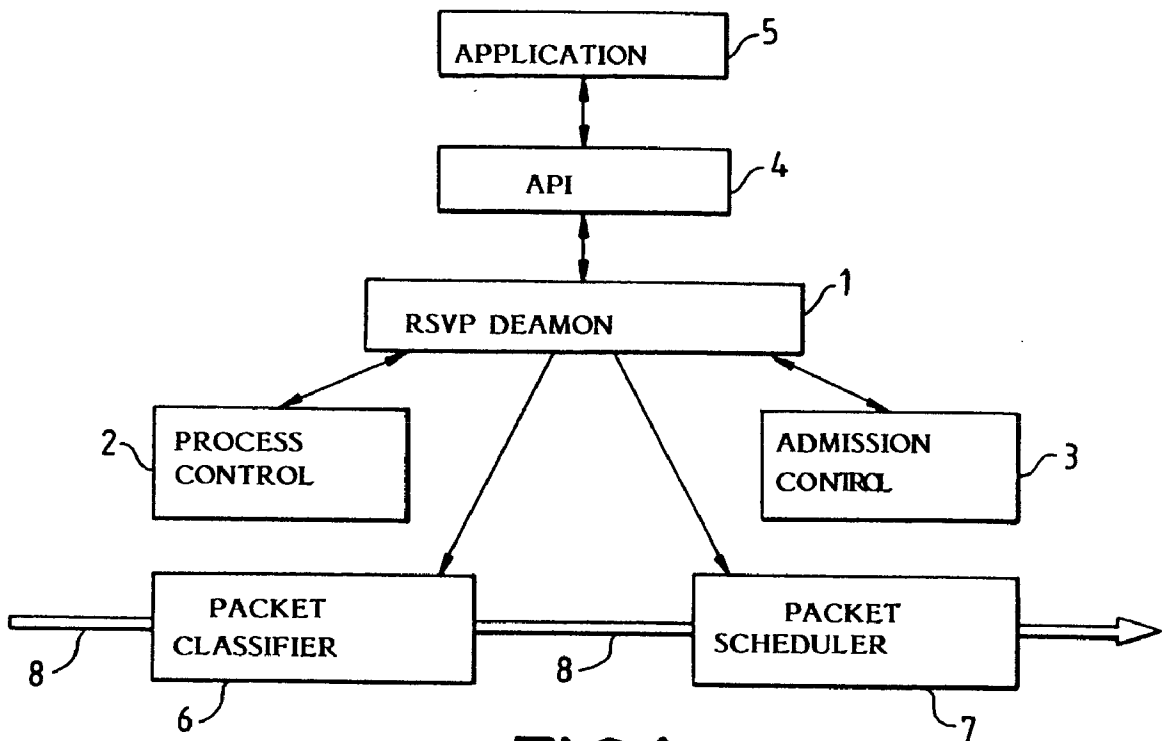 5
APPLICATION
4
API
1
RSVP DEAMON
2
PROCESS
CONTROL
ADMISSION
CONTROL
3
PACKET
CLASSIFIER
PACKET
SCHEDULER
8
8
6
7